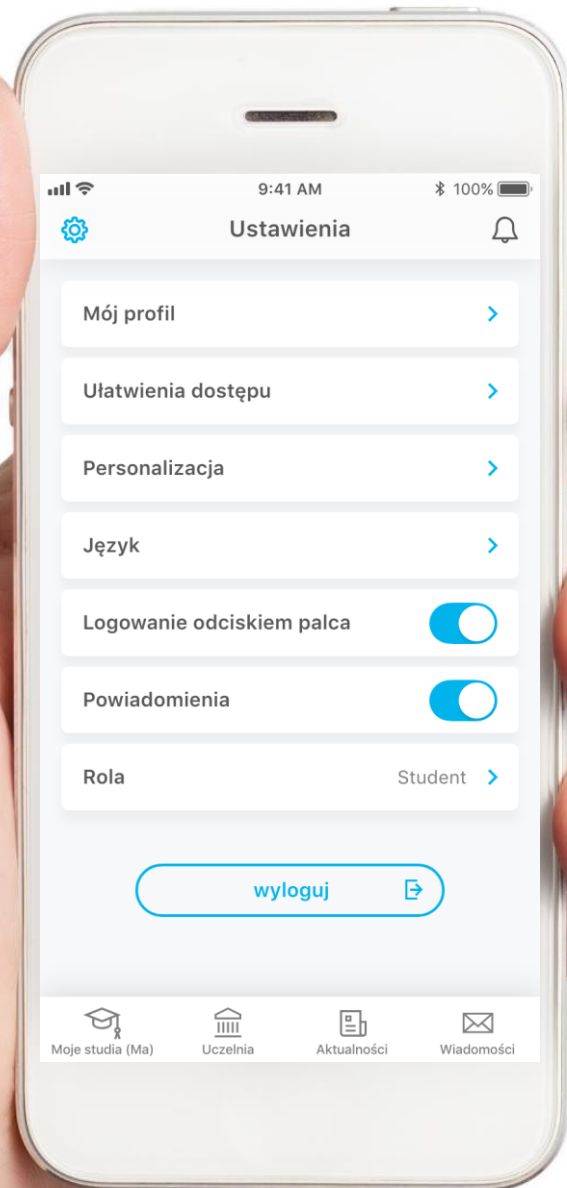 9:41 AM
100%
Ustawienia
Mój profil
Ułatwienia dostępu
Personalizacja
Język
Logowanie odciskiem palca
Powiadomienia
Rola
Student
wyloguj
Moje studia (Ma)
Uczelnia
Aktualności
Wiadomości